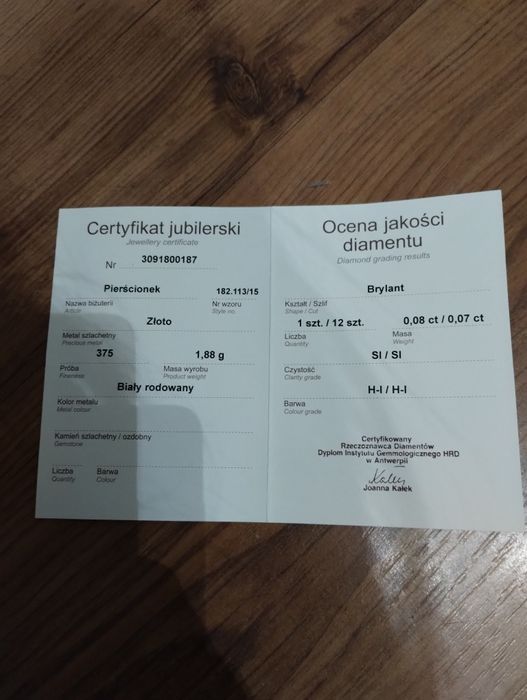 Certyfikat jubilerski
Jewellery certificate
Nr 3091800187
Pierścionek 182.113/15
Nazwa biżuterii Nr wzoru
Article Style no.
Złoto
Metal szlachetny
Precious metal
375 1,88 g
Próba Masa wyrobu
Fineness Product weight
Biały rodowany
Kolor metalu
Metal colour
Kamień szlachetny / ozdobny
Gemstone
Liczba Barwa
Quantity Colour
Ocena jakości
diamentu
Diamond grading results
Brylant
Kształt / Szlif
Shape / Cut
1 szt. / 12 szt. 0,08 ct / 0,07 ct
Liczba Masa
Quantity Weight
SI / SI
Czystość
Clarity grade
H-I / H-I
Barwa
Colour grade
Certyfikowany
Rzeczoznawca Diamentów
Dyplom Instytutu Gemmologicznego HRD
w Antwerpii
Joanna Kałek